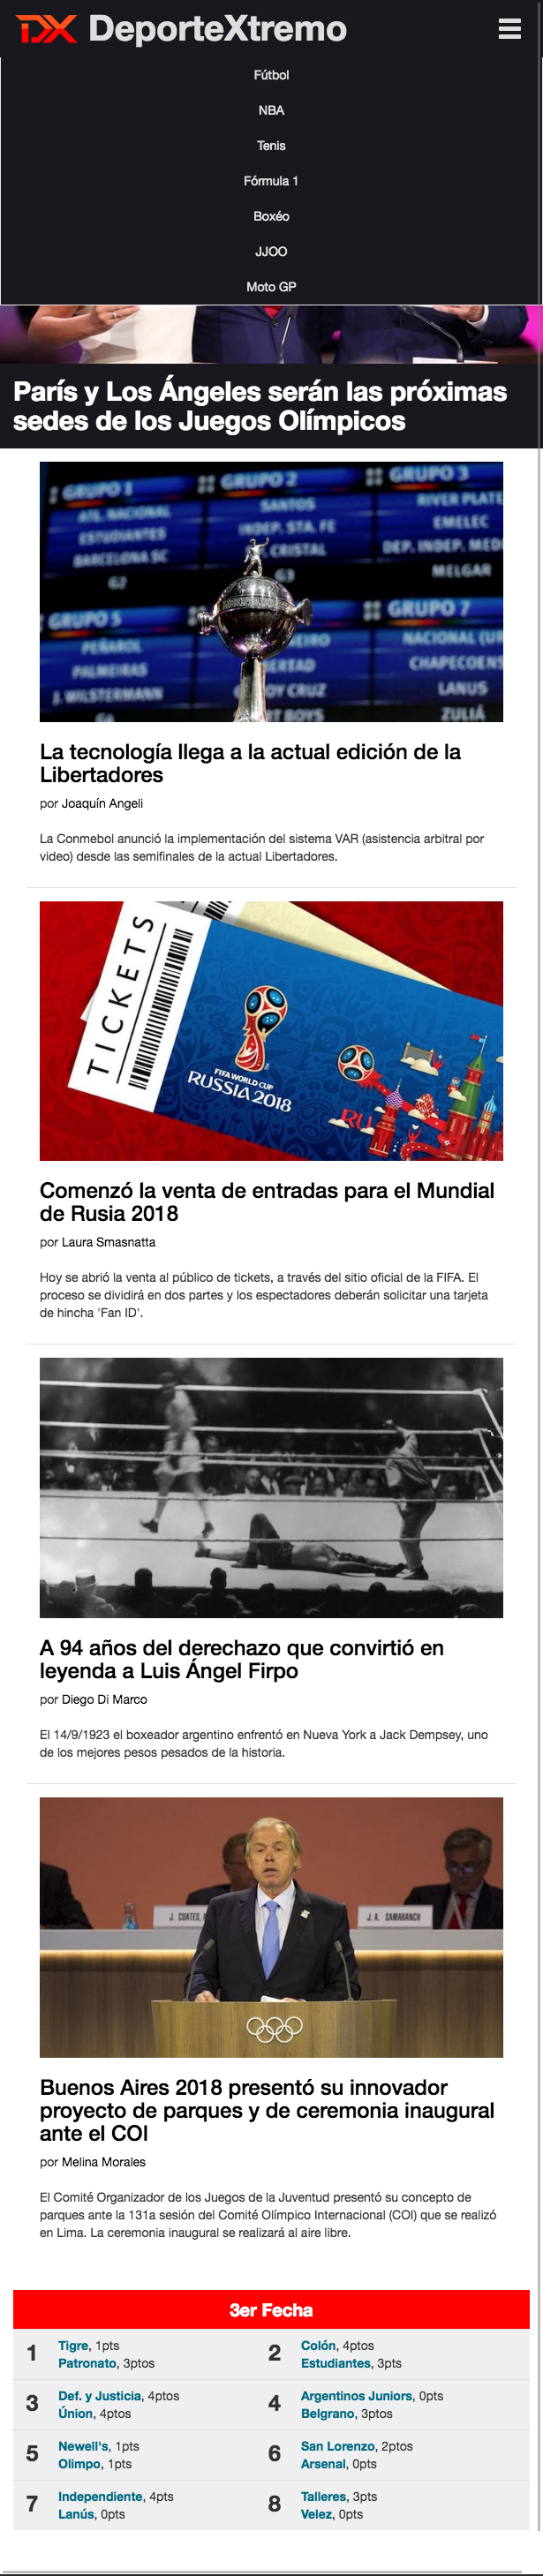 DX DeporteXtremo
Fútbol
NBA
Tenis
Fórmula 1
Boxéo
JJOO
Moto GP
París y Los Ángeles serán las próximas
sedes de los Juegos Olímpicos
GRUPO 1
GRUPO 2
GRUPO 3
ATL. NACIONAL
SANTOS
RIVER PLATE
ESTUDIANTES
INDEP. STA. FE
EMELEC
BARCELONA SC
CRISTAL
DEP. INDEP. MED
G2
G3
MELGAR
GRUPO 5
GRUPO 7
PEÑAROL
NACIONAL (UR
PALMEIRAS
CHAPECOENS
J. WILSTERMANN
GODOY CRUZ
LANUS
BOYS
ZULIA
La tecnología llega a la actual edición de la
Libertadores
por Joaquín Angeli
La Conmebol anunció la implementación del sistema VAR (asistencia arbitral por
video) desde las semifinales de la actual Libertadores.
TICKETS
FIFA WORLD CUP
RUSSIA 2018
RU
Comenzó la venta de entradas para el Mundial
de Rusia 2018
por Laura Smasnatta
Hoy se abrió la venta al público de tickets, a través del sitio oficial de la FIFA. El
proceso se dividirá en dos partes y los espectadores deberán solicitar una tarjeta
de hincha 'Fan ID'.
A 94 años del derechazo que convirtió en
leyenda a Luis Ángel Firpo
por Diego Di Marco
El 14/9/1923 el boxeador argentino enfrentó en Nueva York a Jack Dempsey, uno
de los mejores pesos pesados de la historia.
J. COATES, A
J.A. SAMARANCH
Buenos Aires 2018 presentó su innovador
proyecto de parques y de ceremonia inaugural
ante el COI
por Melina Morales
El Comité Organizador de los Juegos de la Juventud presentó su concepto de
parques ante la 131a sesión del Comité Olímpico Internacional (COI) que se realizó
en Lima. La ceremonia inaugural se realizará al aire libre.
3er Fecha
1 Tigre, 1pts
Patronato, 3ptos
2 Colón, 4ptos
Estudiantes, 3pts
3 Def. y Justicia, 4ptos
Únion, 4ptos
4 Argentinos Juniors, 0pts
Belgrano, 3ptos
5 Newell's, 1pts
Olimpo, 1pts
6 San Lorenzo, 2ptos
Arsenal, 0pts
7 Independiente, 4pts
Lanús, 0pts
8 Talleres, 3pts
Velez, 0pts